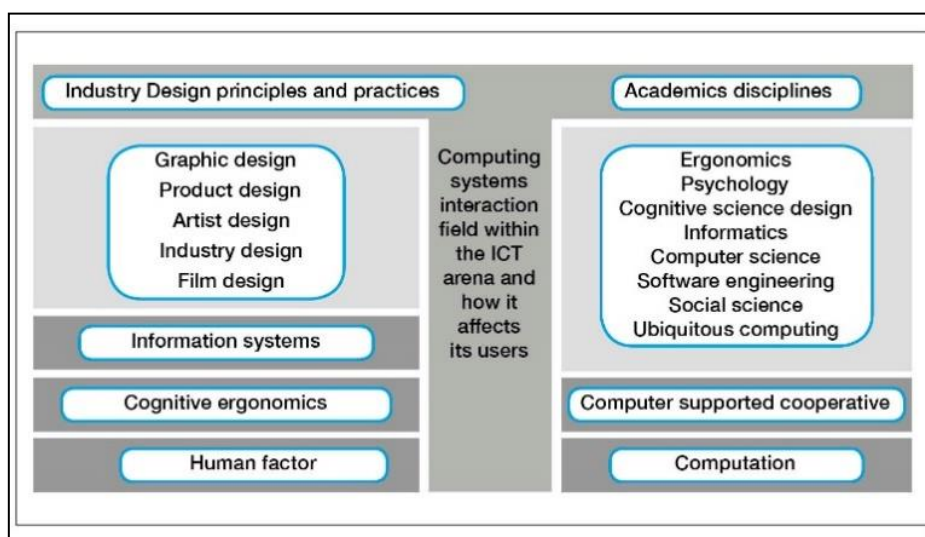 Industry Design principles and practices
Academics disciplines
Graphic design
Product design
Artist design
Industry design
Film design
Information systems
Cognitive ergonomics
Human factor
Computing
systems
interaction
field within
the ICT
arena and
how it
affects
its users
Ergonomics
Psychology
Cognitive science design
Informatics
Computer science
Software engineering
Social science
Ubiquitous computing
Computer supported cooperative
Computation